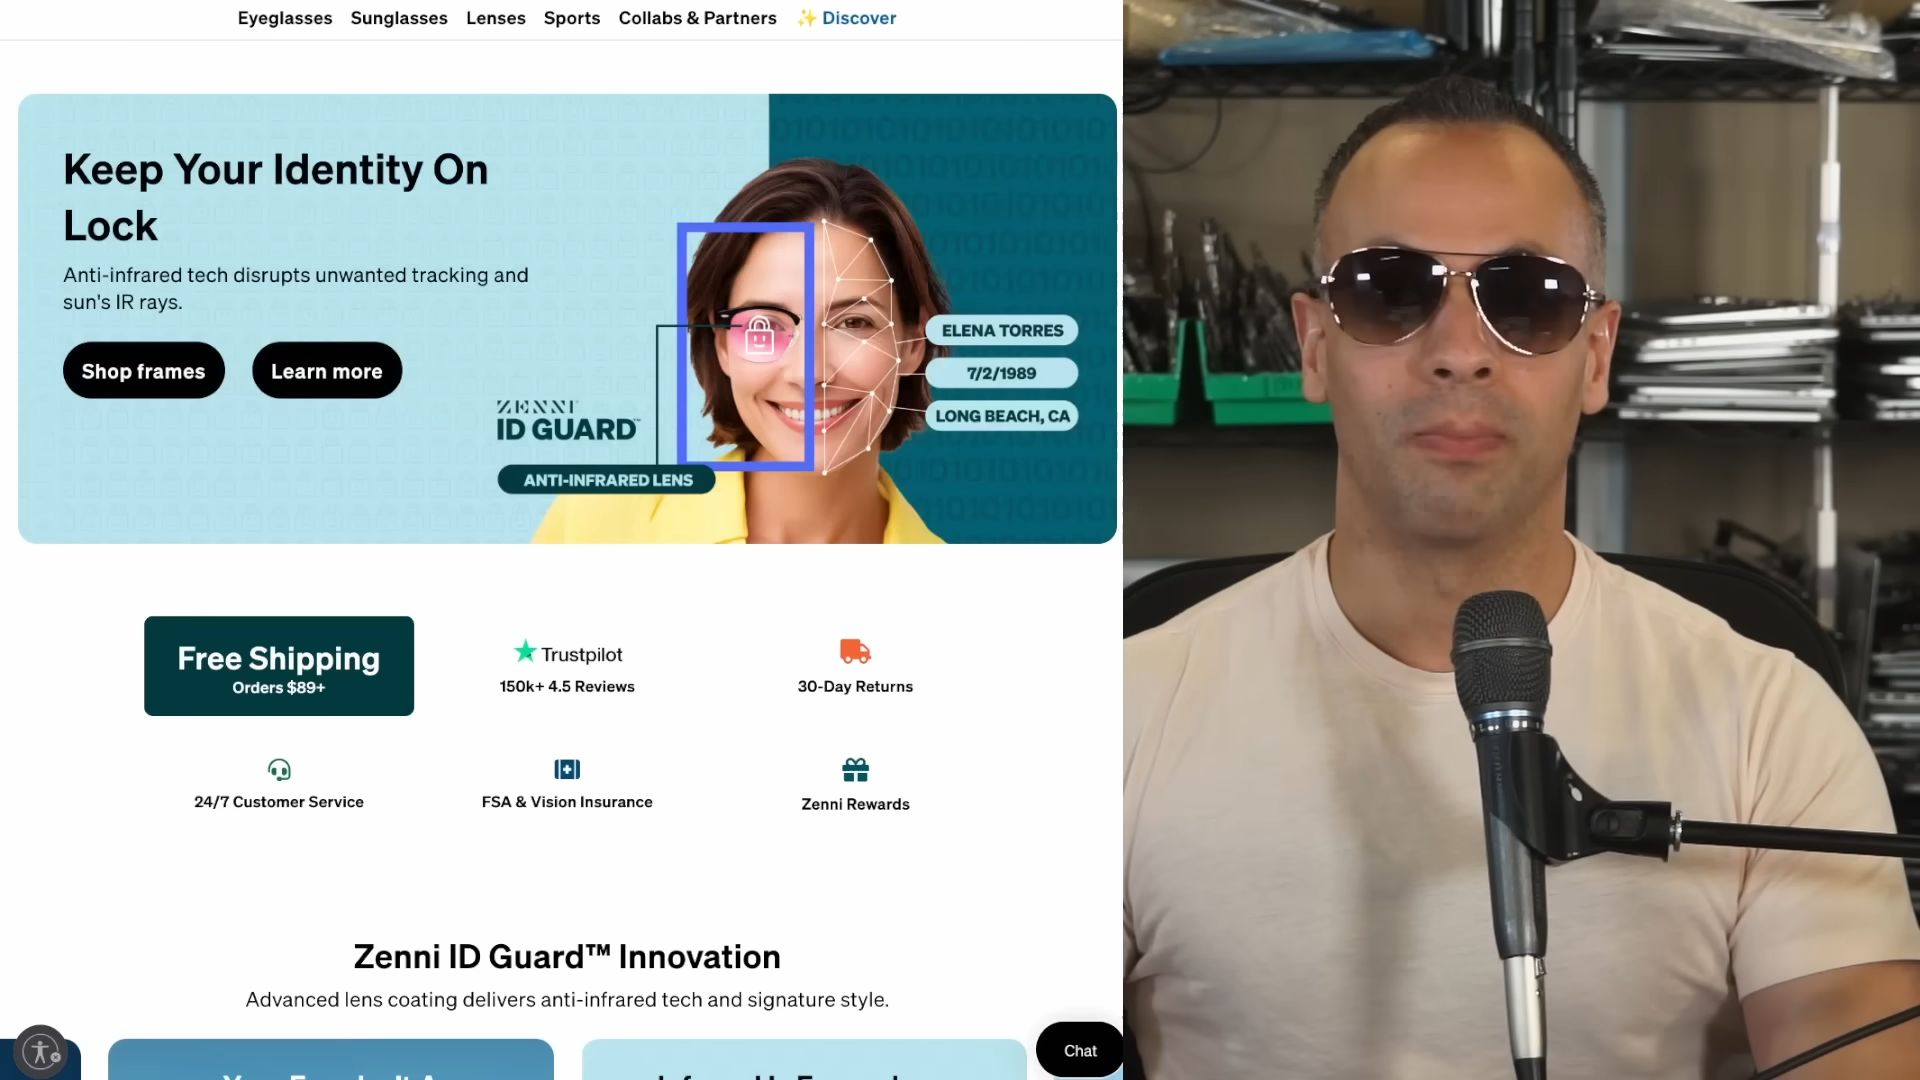 Eyeglasses Sunglasses Lenses Sports Collabs & Partners ✨ Discover
Keep Your Identity On
Lock
Anti-infrared tech disrupts unwanted tracking and
sun's IR rays.
Shop frames Learn more
ZENNI
ID GUARD™
ANTI-INFRARED LENS
ELENA TORRES
7/2/1989
LONG BEACH, CA
Free Shipping
Orders $89+
Trustpilot
150k+ 4.5 Reviews
30-Day Returns
24/7 Customer Service
FSA & Vision Insurance
Zenni Rewards
Zenni ID Guard™ Innovation
Advanced lens coating delivers anti-infrared tech and signature style.
Chat